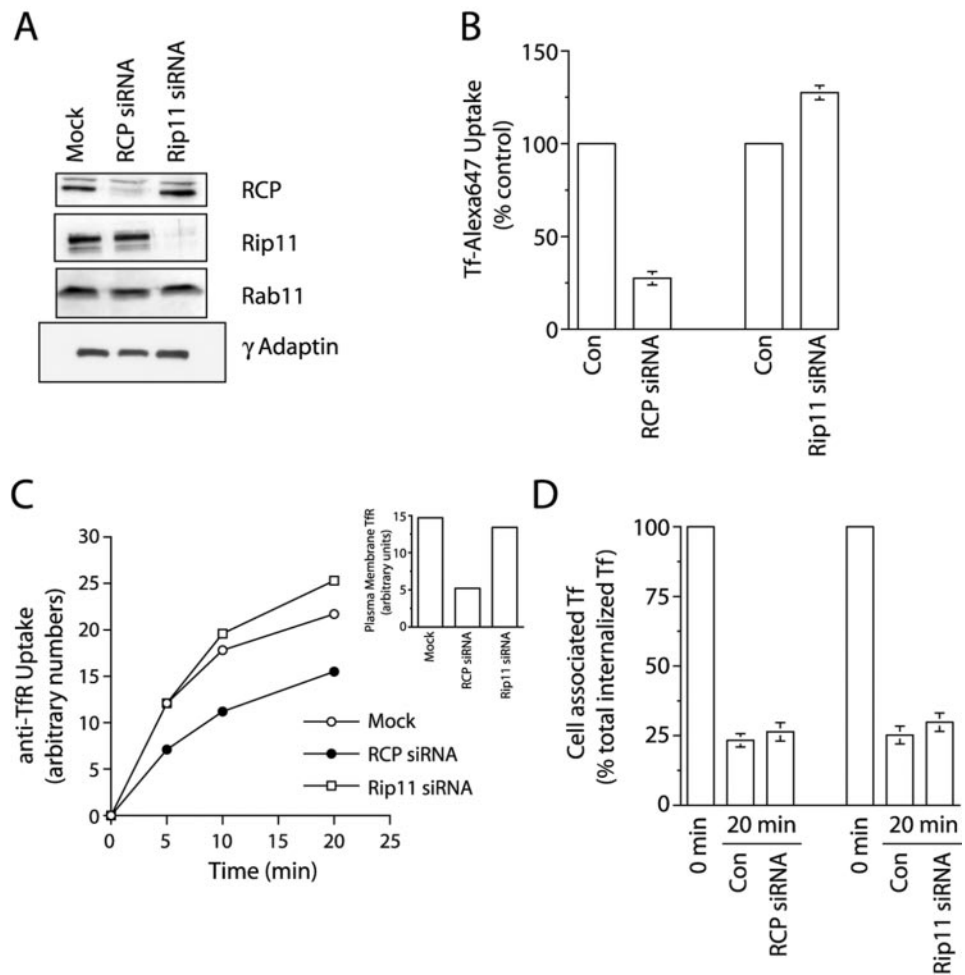 A
Mock
RCP siRNA
Rip11 siRNA
RCP
Rip11
Rab11
γ Adaptin
B
Tf-Alexa647 Uptake
(% control)
150
100
50
0
Con
RCP siRNA
Con
Rip11 siRNA
C
anti-TfR Uptake
(arbitrary numbers)
30
25
20
15
10
5
0
0
5
10
15
20
25
Time (min)
Mock
RCP siRNA
Rip11 siRNA
Plasma Membrane TfR
(arbitrary units)
15
10
5
0
Mock
RCP siRNA
Rip11 siRNA
D
Cell associated Tf
(% total internalized Tf)
100
75
50
25
0
0 min
20 min
Con
RCP siRNA
0 min
20 min
Con
Rip11 siRNA